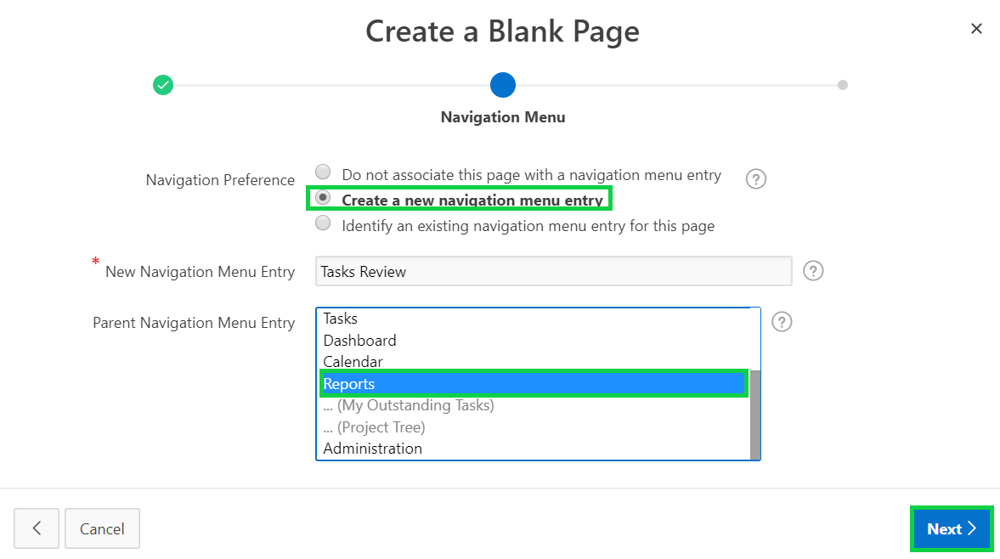 Create a Blank Page
Navigation Menu
Navigation Preference
Do not associate this page with a navigation menu entry
Create a new navigation menu entry
Identify an existing navigation menu entry for this page
* New Navigation Menu Entry
Tasks Review
Parent Navigation Menu Entry
Tasks
Dashboard
Calendar
Reports
... (My Outstanding Tasks)
... (Project Tree)
Administration
Cancel
Next